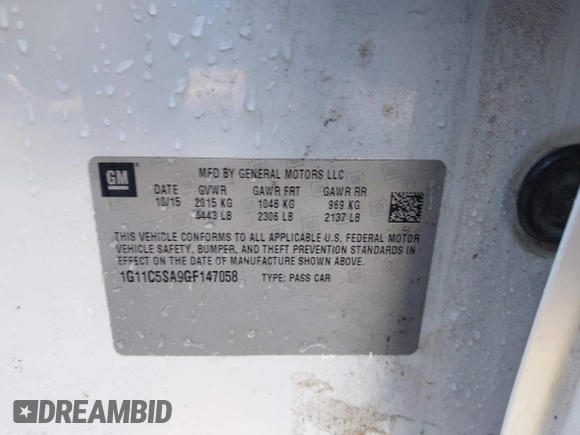 GM
MFD BY GENERAL MOTORS LLC
DATE GVWR GAWR FRT GAWR RR
10/15 2015 KG 1046 KG 969 KG
4443 LB 2306 LB 2137 LB
THIS VEHICLE CONFORMS TO ALL APPLICABLE U.S. FEDERAL MOTOR
VEHICLE SAFETY, BUMPER, AND THEFT PREVENTION STANDARDS IN
EFFECT ON THE DATE OF MANUFACTURE SHOWN ABOVE.
1G11C5SA9GF147058 TYPE: PASS CAR
DREAMBID